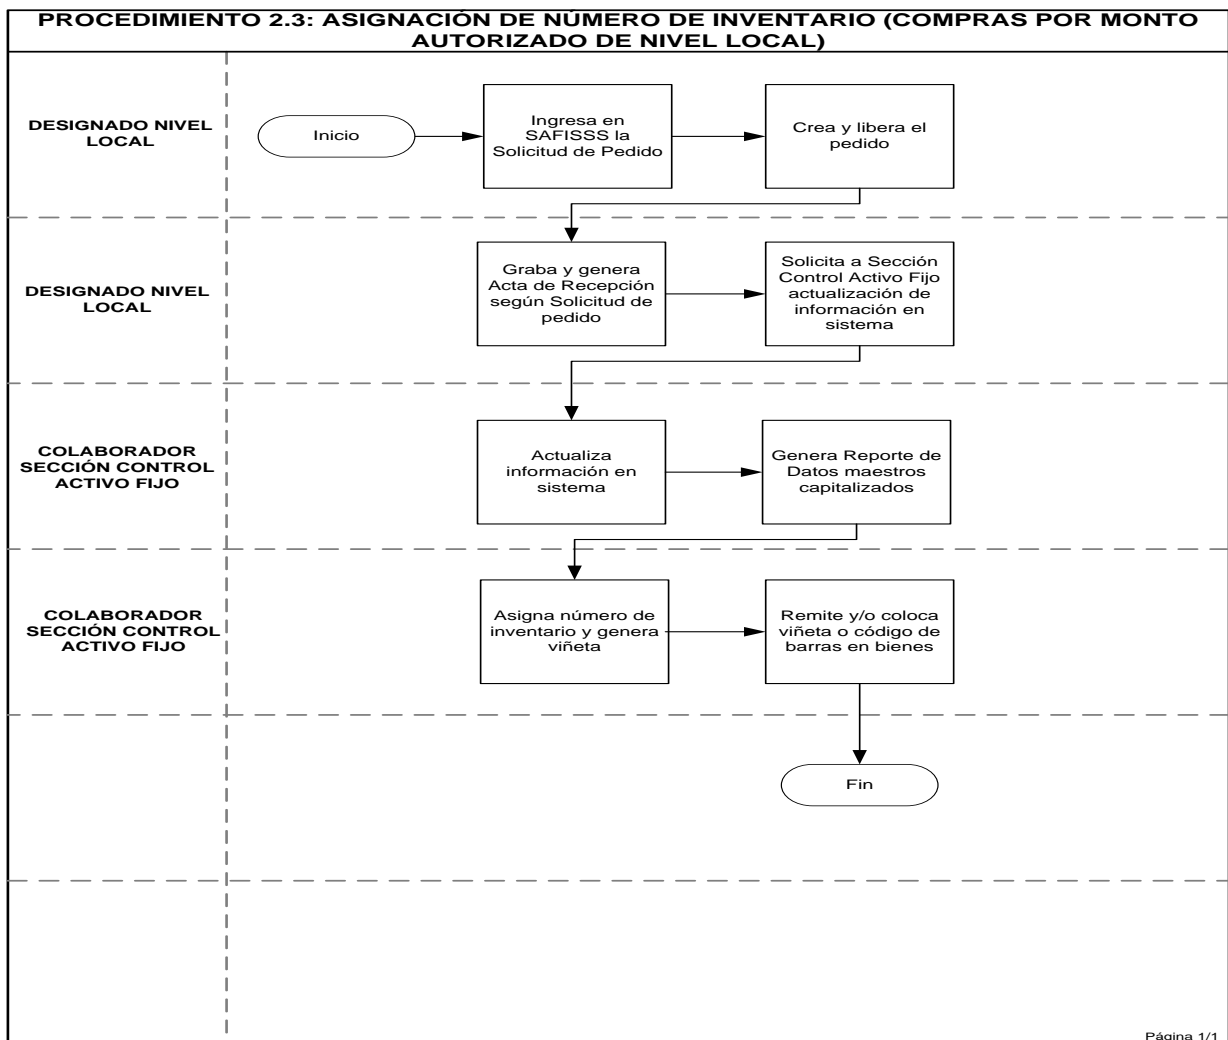 PROCEDIMIENTO 2.3: ASIGNACIÓN DE NÚMERO DE INVENTARIO (COMPRAS POR MONTO
AUTORIZADO DE NIVEL LOCAL)
DESIGNADO NIVEL
LOCAL
Inicio
Ingresa en
SAFISSS la
Solicitud de Pedido
Crea y libera el
pedido
DESIGNADO NIVEL
LOCAL
Graba y genera
Acta de Recepción
según Solicitud de
pedido
Solicita a Sección
Control Activo Fijo
actualización de
información en
sistema
COLABORADOR
SECCIÓN CONTROL
ACTIVO FIJO
Actualiza
información en
sistema
Genera Reporte de
Datos maestros
capitalizados
COLABORADOR
SECCIÓN CONTROL
ACTIVO FIJO
Asigna número de
inventario y genera
viñeta
Remite y/o coloca
viñeta o código de
barras en bienes
Fin
Página 1/1